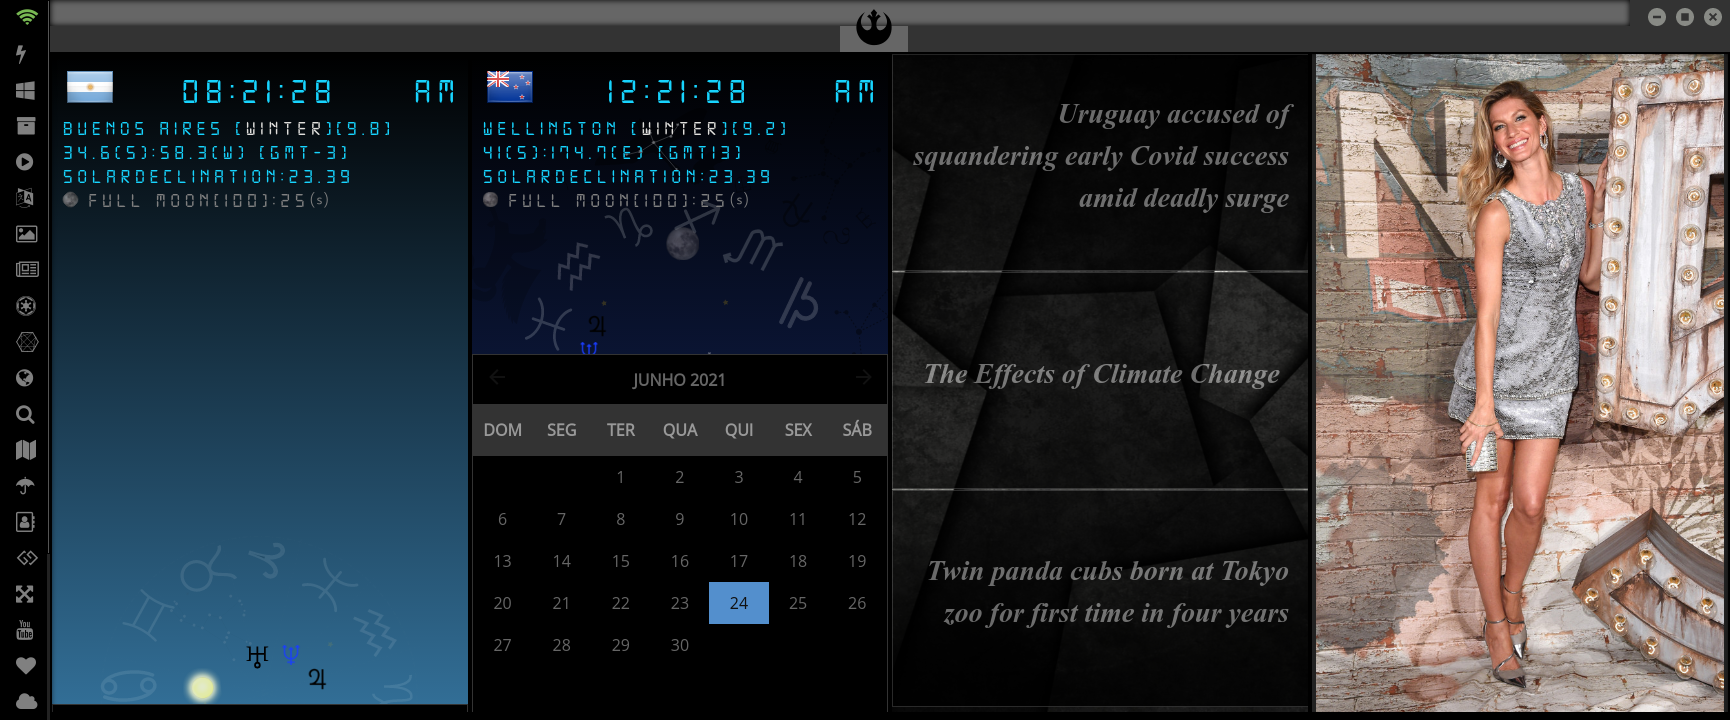 08:21:28 AM
BUENOS AIRES [WINTER][9.8]
34.6(S):58.3(W) [GMT-3]
SOLARDECLINATION:23.39
FULL MOON[100]:25(s)
12:21:28 AM
WELLINGTON [WINTER][9.2]
41(S):174.7(E) [GMT13]
SOLARDECLINATION:23.39
FULL MOON[100]:25(s)
JUNHO 2021
DOM SEG TER QUA QUI SEX SÁB
1 2 3 4 5
6 7 8 9 10 11 12
13 14 15 16 17 18 19
20 21 22 23 24 25 26
27 28 29 30
Uruguay accused of
squandering early Covid success
amid deadly surge
The Effects of Climate Change
Twin panda cubs born at Tokyo
zoo for first time in four years
You
Tube